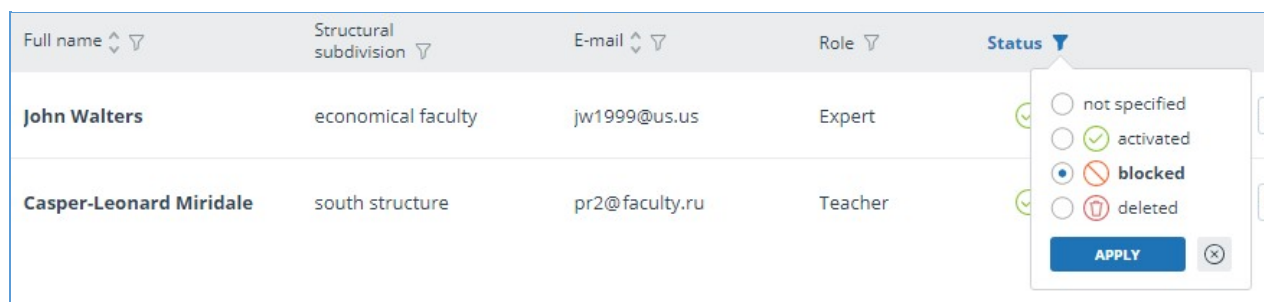 Full name
Structural
subdivision
E-mail
Role
Status
John Walters
economical faculty
jw1999@us.us
Expert
Casper-Leonard Miridale
south structure
pr2@faculty.ru
Teacher
not specified
activated
blocked
deleted
APPLY